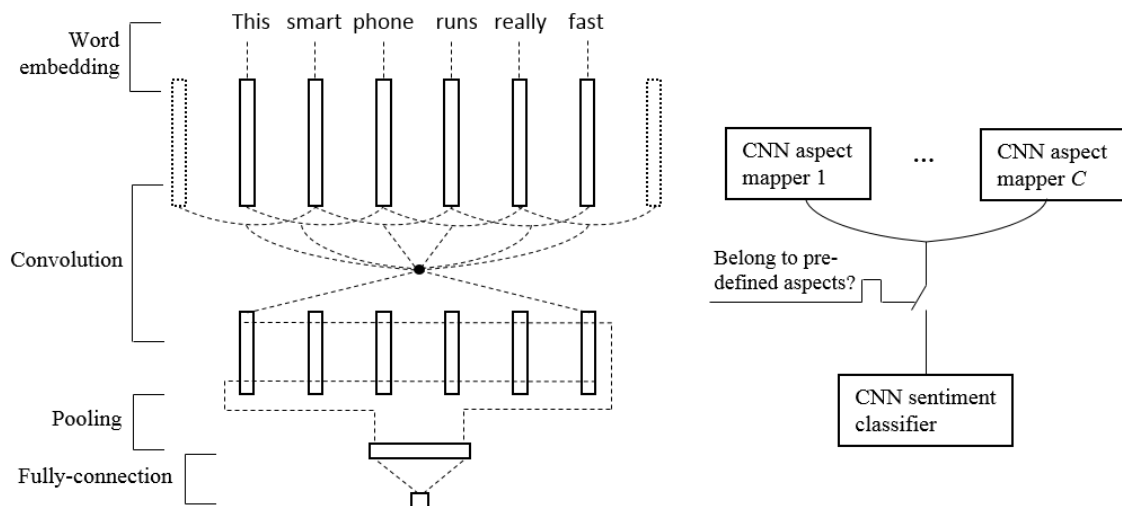 Word
embedding
This smart phone runs really fast
Convolution
Pooling
Fully-connection
CNN aspect
mapper 1
...
CNN aspect
mapper C
Belong to pre-
defined aspects?
CNN sentiment
classifier